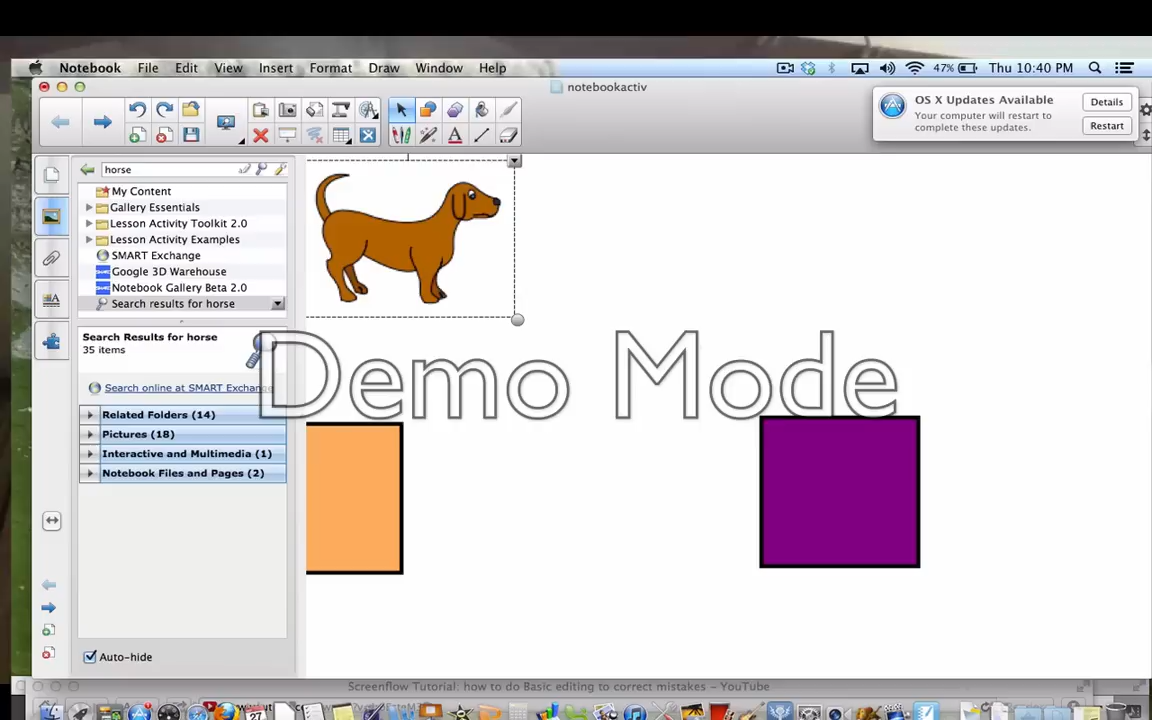 Notebook File Edit View Insert Format Draw Window Help 47% Thu 10:40 PM
notebookactiv
OS X Updates Available
Your computer will restart to
complete these updates.
Details
Restart
horse
My Content
Gallery Essentials
Lesson Activity Toolkit 2.0
Lesson Activity Examples
SMART Exchange
Google 3D Warehouse
Notebook Gallery Beta 2.0
Search results for horse
Search Results for horse
35 items
Search online at SMART Exchange
Related Folders (14)
Pictures (18)
Interactive and Multimedia (1)
Notebook Files and Pages (2)
Demo Mode
Auto-hide
Screenflow Tutorial: how to do Basic editing to correct mistakes – YouTube